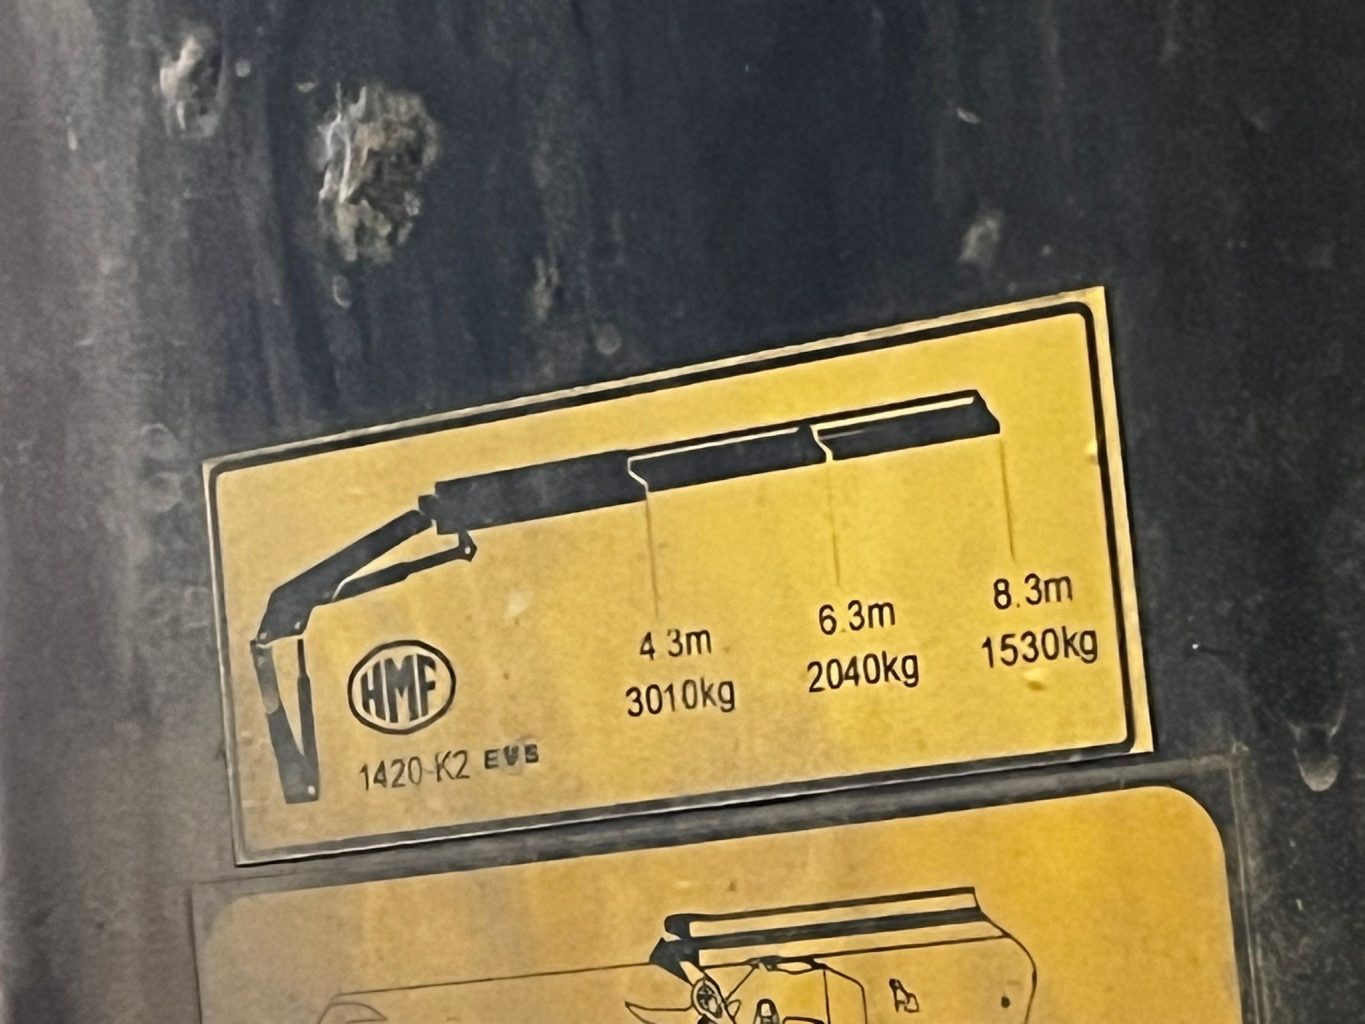 4.3m
3010kg
6.3m
2040kg
8.3m
1530kg
HMF
1420-K2 EVS